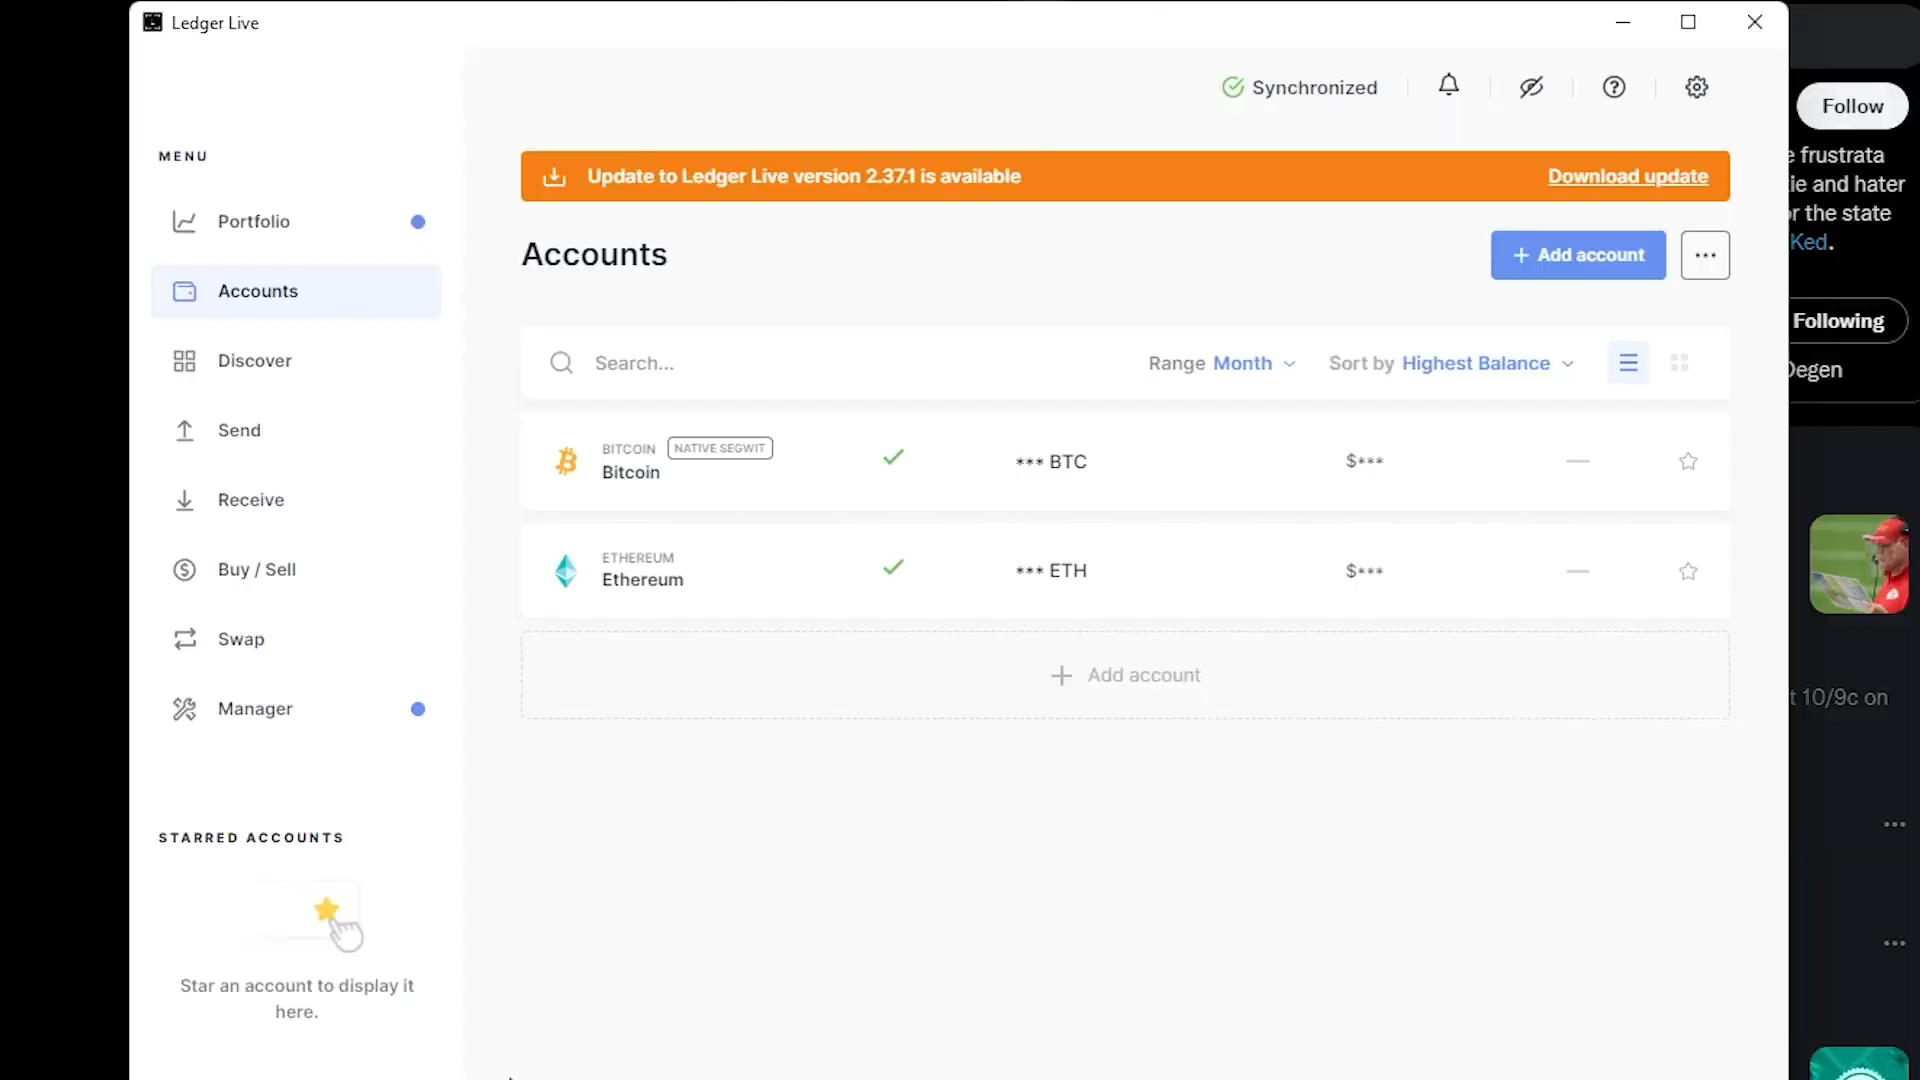 Ledger Live
Synchronized
MENU
Portfolio
Accounts
Discover
Send
Receive
Buy / Sell
Swap
Manager
STARRED ACCOUNTS
Star an account to display it
here.
Update to Ledger Live version 2.37.1 is available
Download update
Accounts
+ Add account
Search...
Range Month
Sort by Highest Balance
BITCOIN NATIVE SEGWIT
Bitcoin
*** BTC
$***
—
ETHEREUM
Ethereum
*** ETH
$***
—
+ Add account
Follow
frustrata
ie and hater
the state
Ked.
Following
Degen
10/9c on